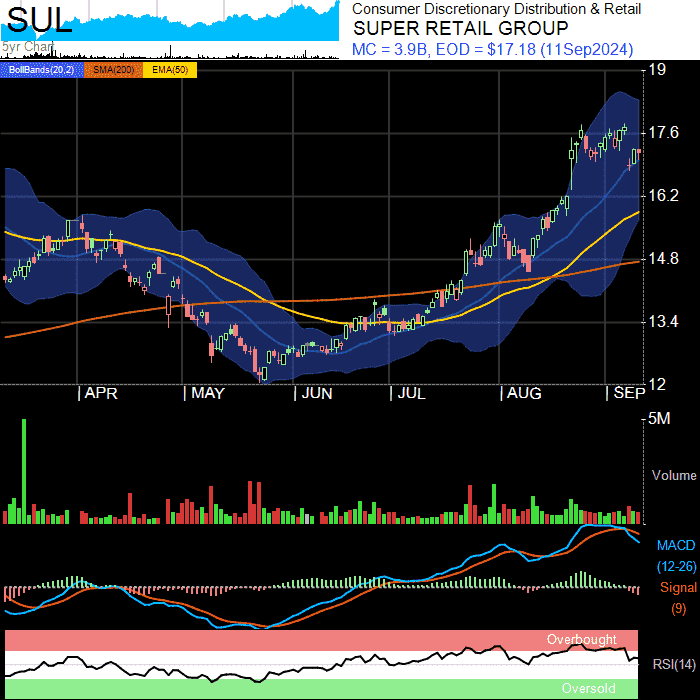 SUL
5yr Chart
Consumer Discretionary Distribution & Retail
SUPER RETAIL GROUP
MC = 3.9B, EOD = $17.18 (11Sep2024)
BollBands(20,2) SMA(200) EMA(50)
19
17.6
16.2
14.8
13.4
12
APR MAY JUN JUL AUG SEP
5M
Volume
MACD
(12-26)
Signal
(9)
Overbought
RSI(14)
Oversold